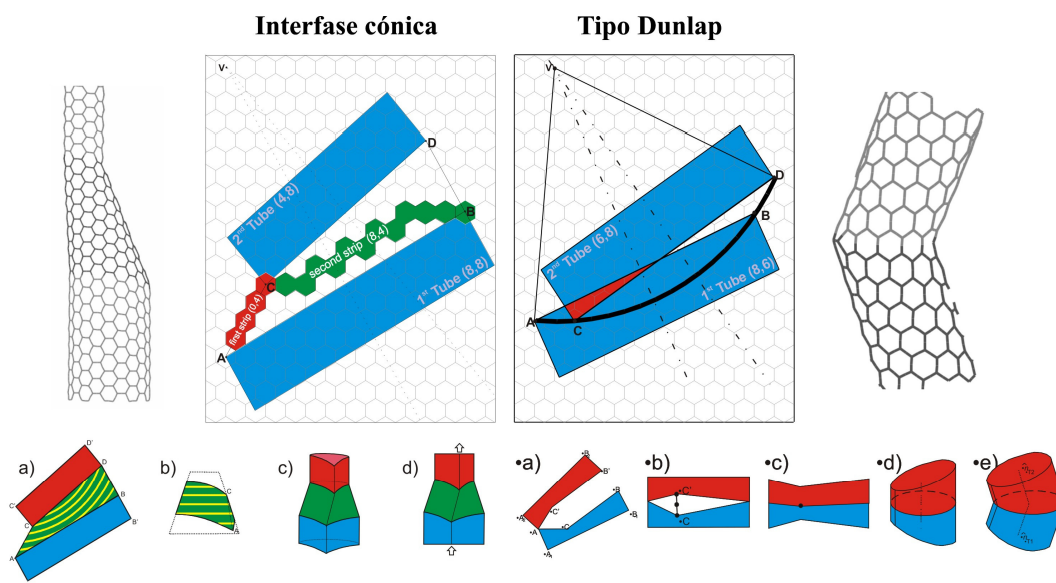 Interfase cónica
Tipo Dunlap
V
D
2nd Tube (4,8)
B
second strip (8,4)
C
first strip (0,4)
1st Tube (8,8)
A
V
D
B
2nd Tube (6,8)
1st Tube (8,6)
A
C
a)
D'
D
C'
B
C
B'
A
A'
b)
C
A
c)
d)
•a)
•B
B'
•A
•C'
•B
A
C
•B
•A
•b)
•C'
•C
•c)
•d)
•e)